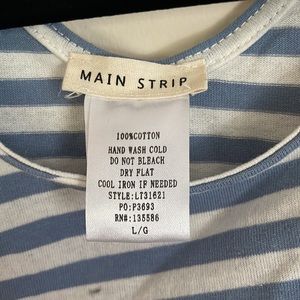 MAIN STRIP
100%COTTON
HAND WASH COLD
DO NOT BLEACH
DRY FLAT
COOL IRON IF NEEDED
STYLE:LT31621
PO:P3693
RN#:135586
L/G